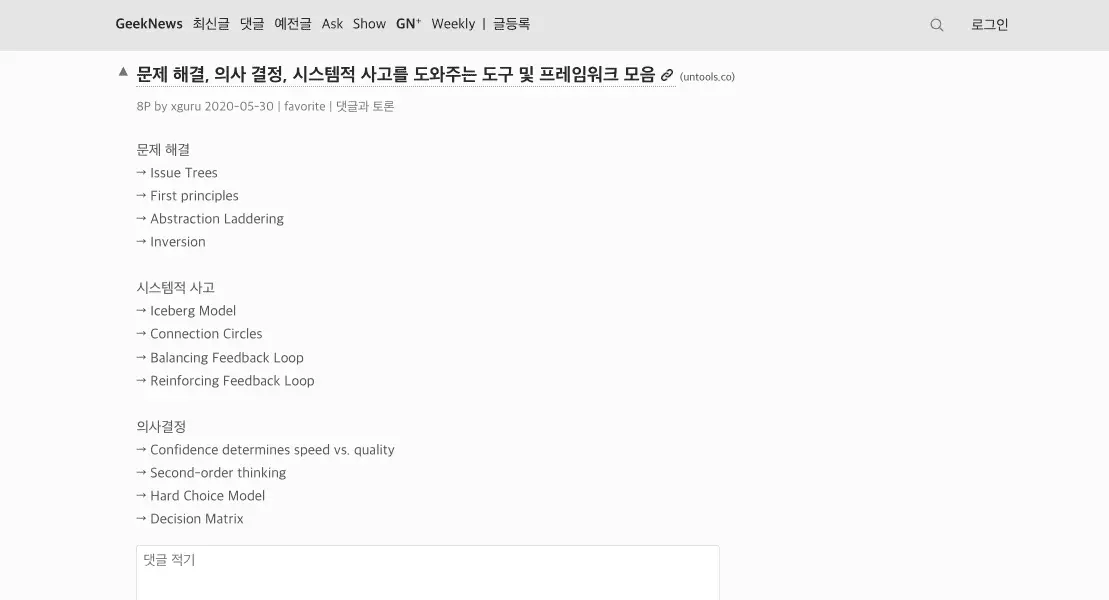 GeekNews 최신글 댓글 예전글 Ask Show GN⁺ Weekly | 글등록 로그인
▲ 문제 해결, 의사 결정, 시스템적 사고를 도와주는 도구 및 프레임워크 모음 (untools.co)
8P by xguru 2020-05-30 | favorite | 댓글과 토론
문제 해결
→ Issue Trees
→ First principles
→ Abstraction Laddering
→ Inversion
시스템적 사고
→ Iceberg Model
→ Connection Circles
→ Balancing Feedback Loop
→ Reinforcing Feedback Loop
의사결정
→ Confidence determines speed vs. quality
→ Second-order thinking
→ Hard Choice Model
→ Decision Matrix
댓글 적기